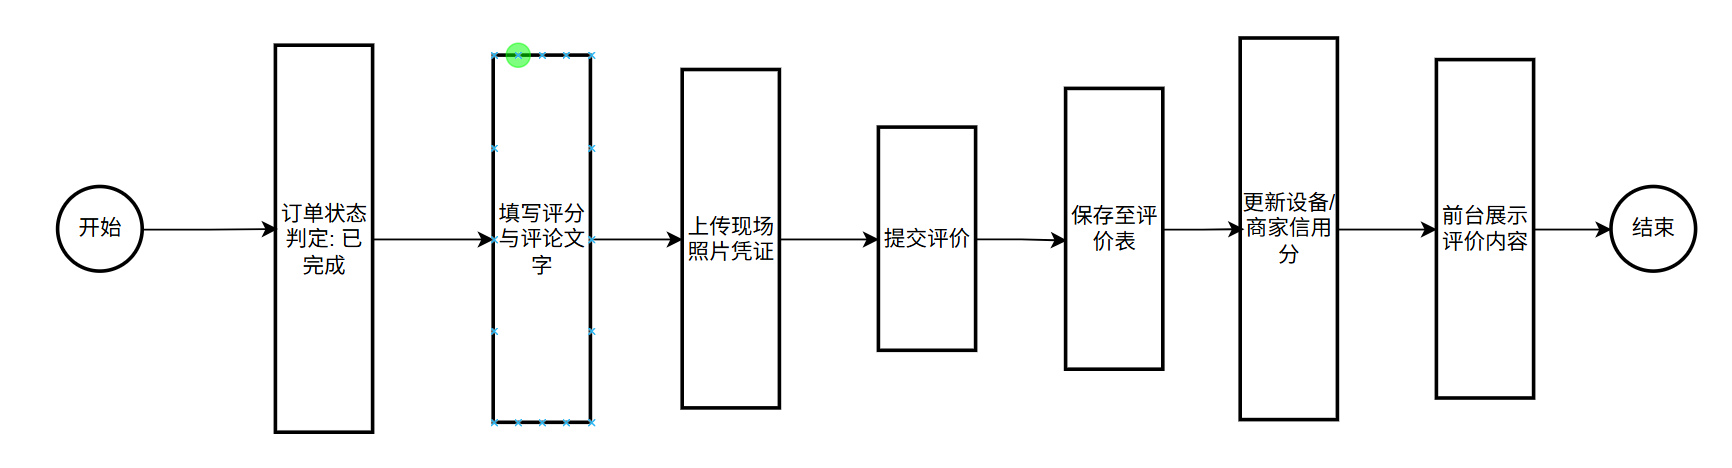 开始
订单状态
判定: 已
完成
填写评分
与评论文
字
上传现场
照片凭证
提交评价
保存至评
价表
更新设备/
商家信用
分
前台展示
评价内容
结束